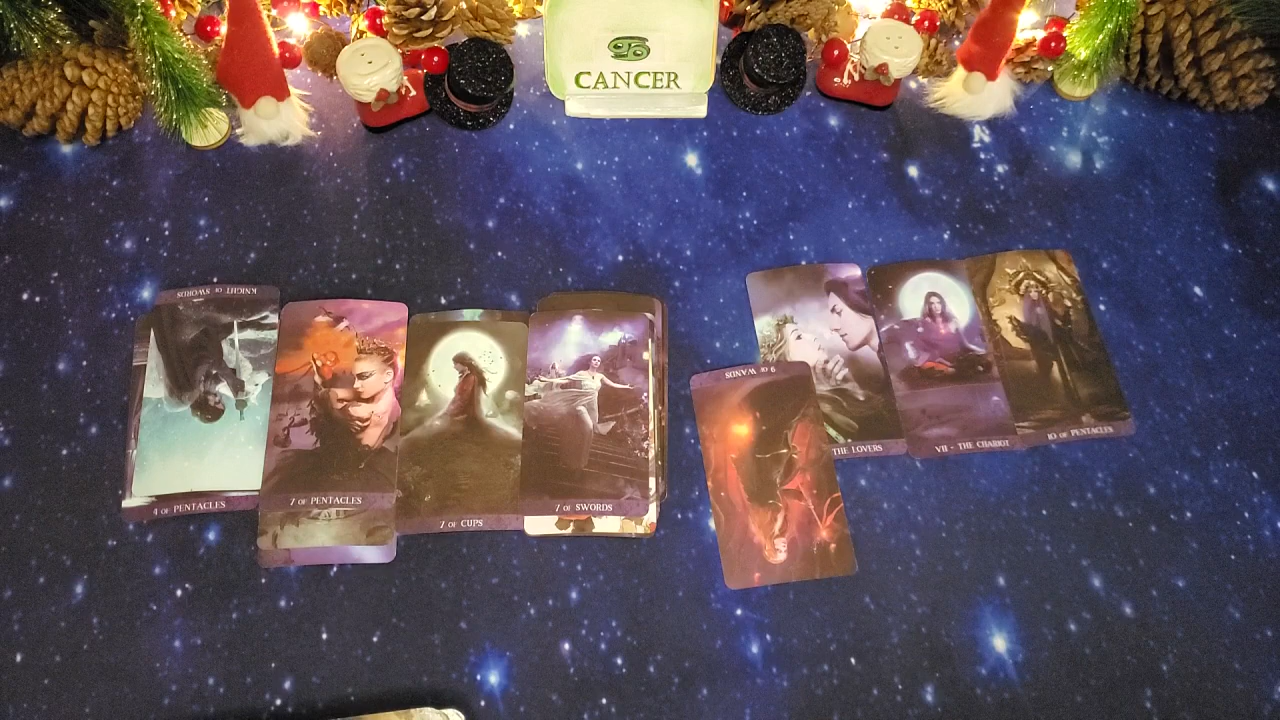 CANCER
KNIGHT OF SWORDS
4 OF PENTACLES
7 OF PENTACLES
7 OF CUPS
7 OF SWORDS
9 OF WANDS
THE LOVERS
VII - THE CHARIOT
10 OF PENTACLES